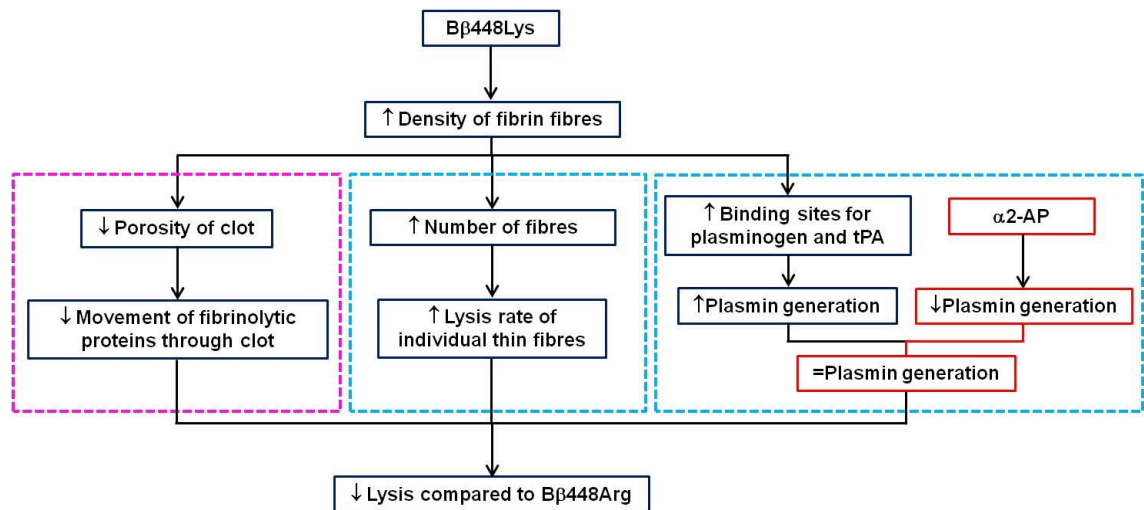 Bβ448Lys
↑ Density of fibrin fibres
↓ Porosity of clot
↑ Number of fibres
↑ Binding sites for
plasminogen and tPA
α2-AP
↓ Movement of fibrinolytic
proteins through clot
↑ Lysis rate of
individual thin fibres
↑Plasmin generation
↓Plasmin generation
=Plasmin generation
↓ Lysis compared to Bβ448Arg